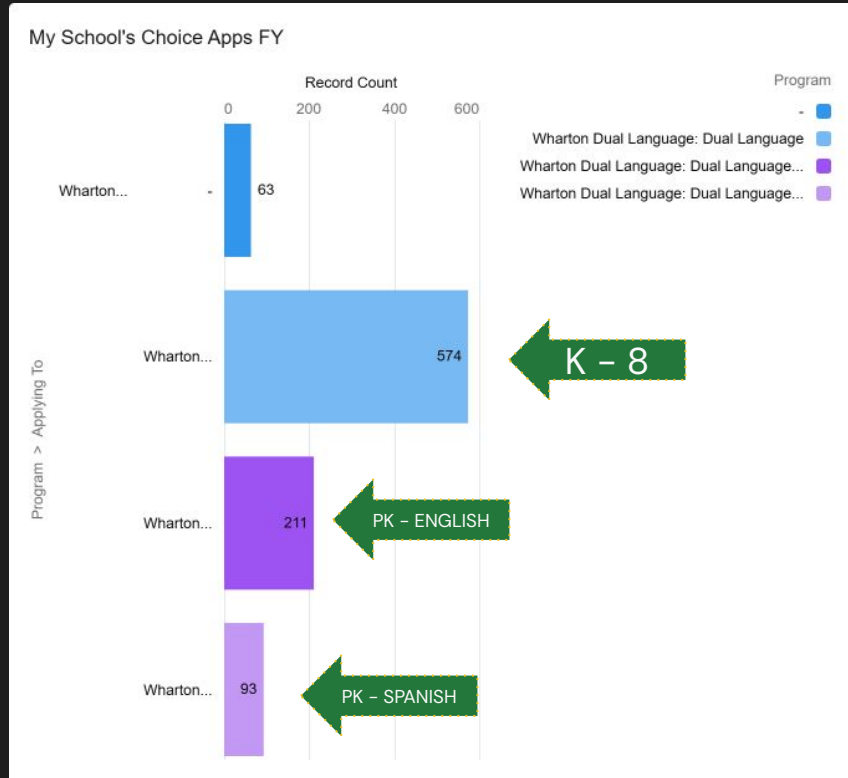 My School's Choice Apps FY
Record Count
0 200 400 600
Program
-
Wharton Dual Language: Dual Language
Wharton Dual Language: Dual Language...
Wharton Dual Language: Dual Language...
Program > Applying To
Wharton... - 63
Wharton... 574
K – 8
Wharton... 211
PK – ENGLISH
Wharton... 93
PK – SPANISH